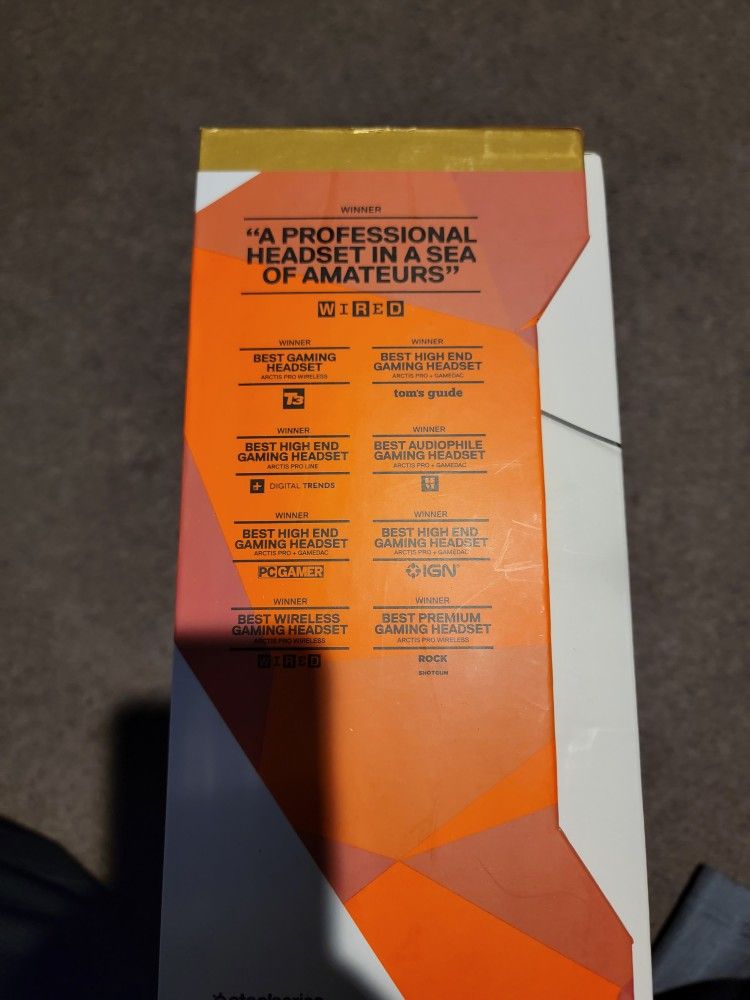 WINNER
“A PROFESSIONAL
HEADSET IN A SEA
OF AMATEURS”
WIRED
WINNER
BEST GAMING
HEADSET
ARCTIS PRO WIRELESS
T3
WINNER
BEST HIGH END
GAMING HEADSET
ARCTIS PRO + GAMEDAC
tom's guide
WINNER
BEST HIGH END
GAMING HEADSET
ARCTIS PRO LINE
DIGITAL TRENDS
WINNER
BEST AUDIOPHILE
GAMING HEADSET
ARCTIS PRO + GAMEDAC
WINNER
BEST HIGH END
GAMING HEADSET
ARCTIS PRO + GAMEDAC
PCGAMER
WINNER
BEST HIGH END
GAMING HEADSET
ARCTIS PRO + GAMEDAC
IGN
WINNER
BEST WIRELESS
GAMING HEADSET
ARCTIS PRO WIRELESS
WIRED
WINNER
BEST PREMIUM
GAMING HEADSET
ARCTIS PRO WIRELESS
ROCK
SHOTGUN
steelseries